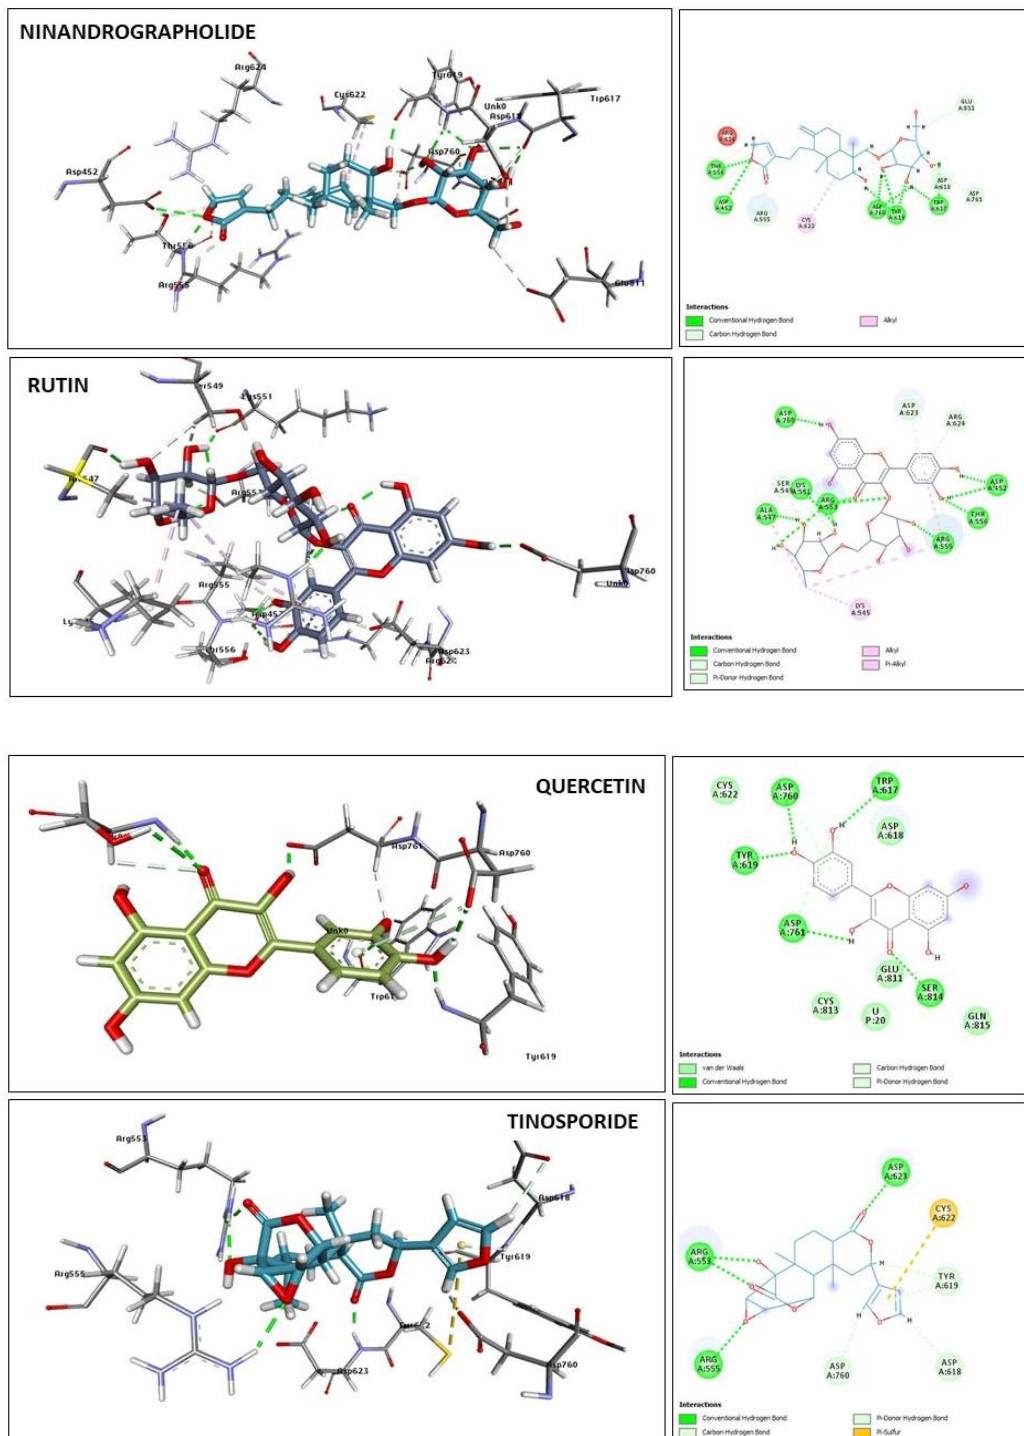 NINANDROGRAPHOLIDE
Arg624
Cys622
Tyr619
Unk0
Trp617
Asp618
Asp760
Asp452
Thr556
Arg555
Glu811
GLU
A:811
ARG
A:624
THR
A:556
ASP
A:452
ARG
A:555
CYS
A:622
ASP
A:760
TYR
A:619
TRP
A:617
ASP
A:618
ASP
A:761
Interactions
Conventional Hydrogen Bond
Carbon Hydrogen Bond
Alkyl
RUTIN
Lys551
Arg555
Asp760
Unk0
Asp623
ASP
A:760
ASP
A:623
ARG
A:624
SER
A:549
LYS
A:551
ARG
A:553
ASP
A:452
ALA
A:547
THR
A:556
ARG
A:555
LYS
A:545
Interactions
Conventional Hydrogen Bond
Carbon Hydrogen Bond
Pi-Donor Hydrogen Bond
Alkyl
Pi-Alkyl
QUERCETIN
Asp761
Asp760
Unk0
Tyr619
CYS
A:622
ASP
A:760
TRP
A:617
ASP
A:618
TYR
A:619
ASP
A:761
GLU
A:811
SER
A:814
CYS
A:813
U
P:20
GLN
A:815
Interactions
van der Waals
Conventional Hydrogen Bond
Carbon Hydrogen Bond
Pi-Donor Hydrogen Bond
TINOSPORIDE
Arg553
Asp618
Tyr619
Arg555
Asp623
Asp760
ASP
A:623
CYS
A:622
ARG
A:553
TYR
A:619
ARG
A:555
ASP
A:760
ASP
A:618
Interactions
Conventional Hydrogen Bond
Carbon Hydrogen Bond
Pi-Donor Hydrogen Bond
Pi-Sulfur